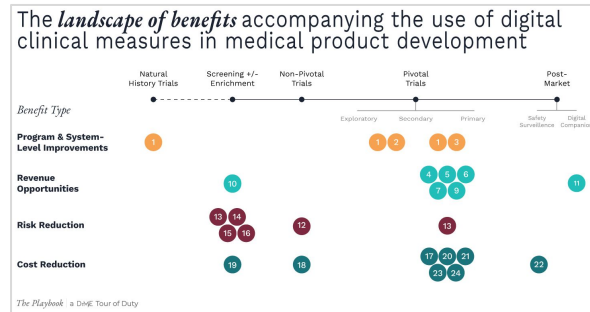 The landscape of benefits accompanying the use of digital
clinical measures in medical product development
Natural History Trials
Screening +/- Enrichment
Non-Pivotal Trials
Pivotal Trials
Post-Market
Benefit Type
Exploratory Secondary Primary
Safety Surveillance
Digital
Program & System-
Level Improvements
1 1 2 1 3
Revenue
Opportunities
10 4 5 6 7 9 11
Risk Reduction
13 14 15 16 12 13
Cost Reduction
19 18 17 20 21 23 24 22
The Playbook a DiMe Tour of Duty